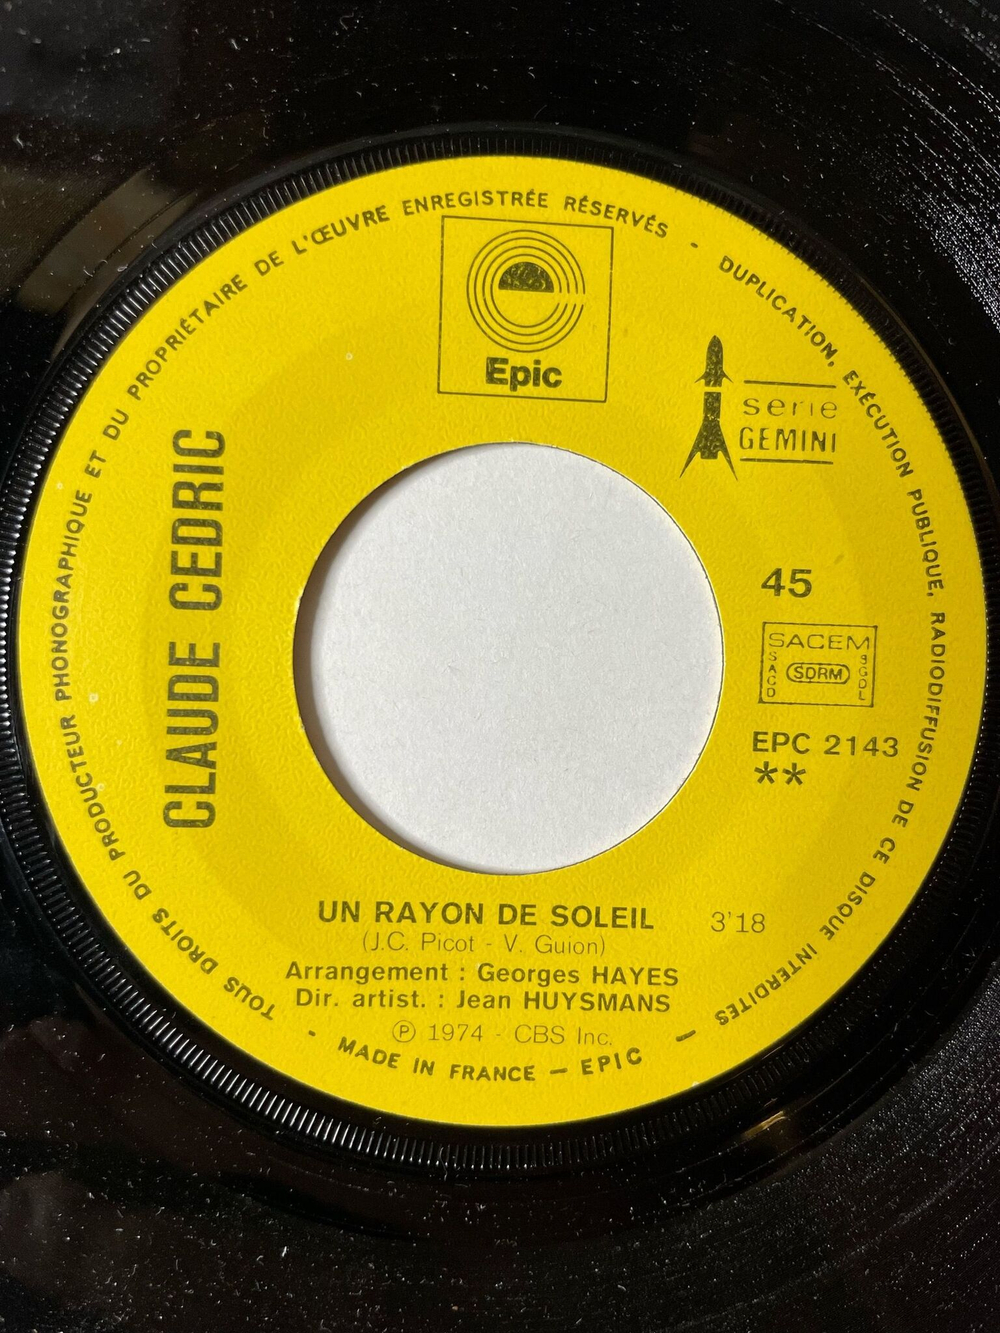 TOUS DROITS DU PRODUCTEUR PHONOGRAPHIQUE ET DU PROPRIÉTAIRE DE L'ŒUVRE ENREGISTRÉE RÉSERVÉS - DUPLICATION, EXÉCUTION PUBLIQUE, RADIODIFFUSION DE CE DISQUE INTERDITES -
Epic
serie
GEMINI
CLAUDE CEDRIC
45
SACEM
SACD
SDRM
SGDL
EPC 2143
**
UN RAYON DE SOLEIL 3'18
(J.C. Picot - V. Guion)
Arrangement : Georges HAYES
Dir. artist. : Jean HUYSMANS
℗ 1974 - CBS Inc.
- MADE IN FRANCE — EPIC